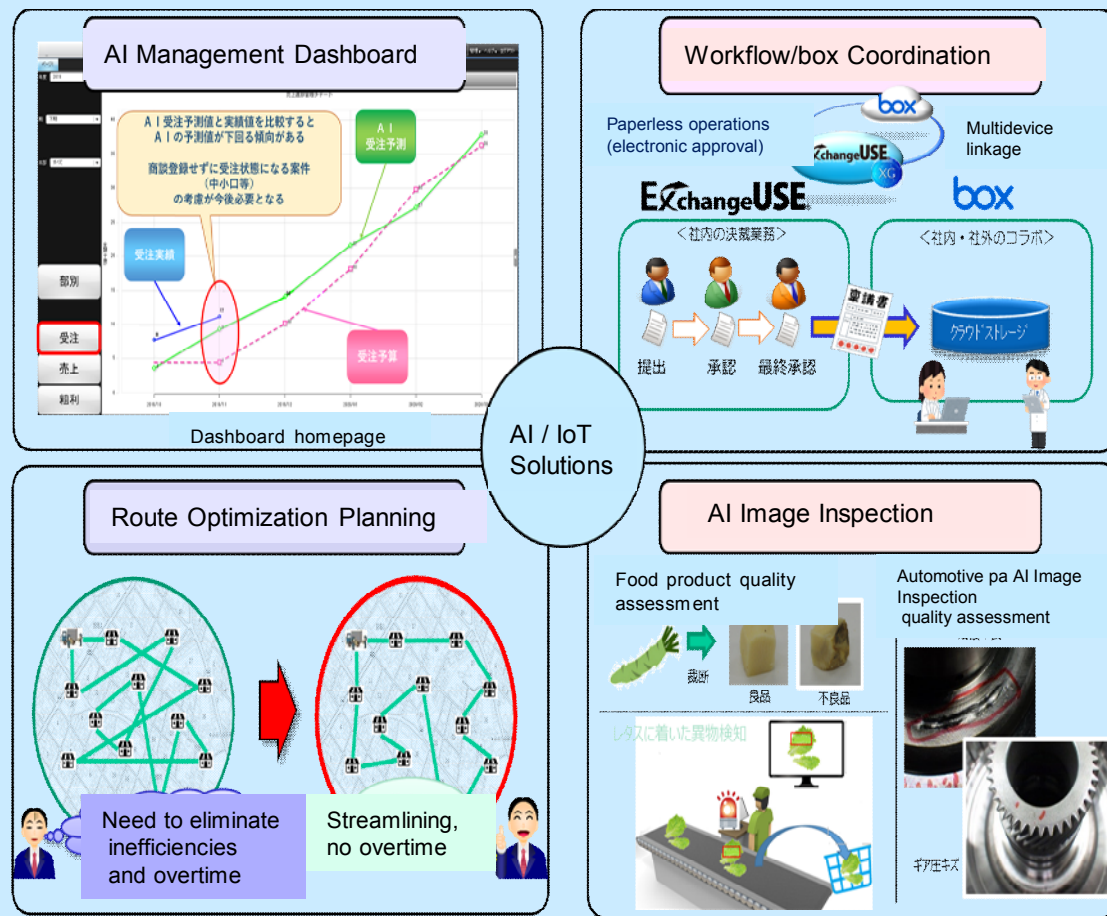 AI Management Dashboard
AI受注予測値と実績値を比較すると
AIの予測値が下回る傾向がある
商談登録せずに受注状態になる案件
(中小口等)
の考慮が今後必要となる
AI
受注予測
受注実績
受注予算
部別
受注
売上
粗利
Dashboard homepage
Workflow/box Coordination
Paperless operations
(electronic approval)
box
XchangeUSE
XG
Multidevice
linkage
EXchangeUSE
box
<社内の決裁業務>
<社内・社外のコラボ>
稟議書
クラウドストレージ
提出
承認
最終承認
AI / IoT
Solutions
Route Optimization Planning
Need to eliminate
inefficiencies
and overtime
Streamlining,
no overtime
AI Image Inspection
Food product quality
assessment
裁断
良品
不良品
レタスに着いた異物検知
Automotive pa AI Image
Inspection
quality assessment
ギア圧キズ